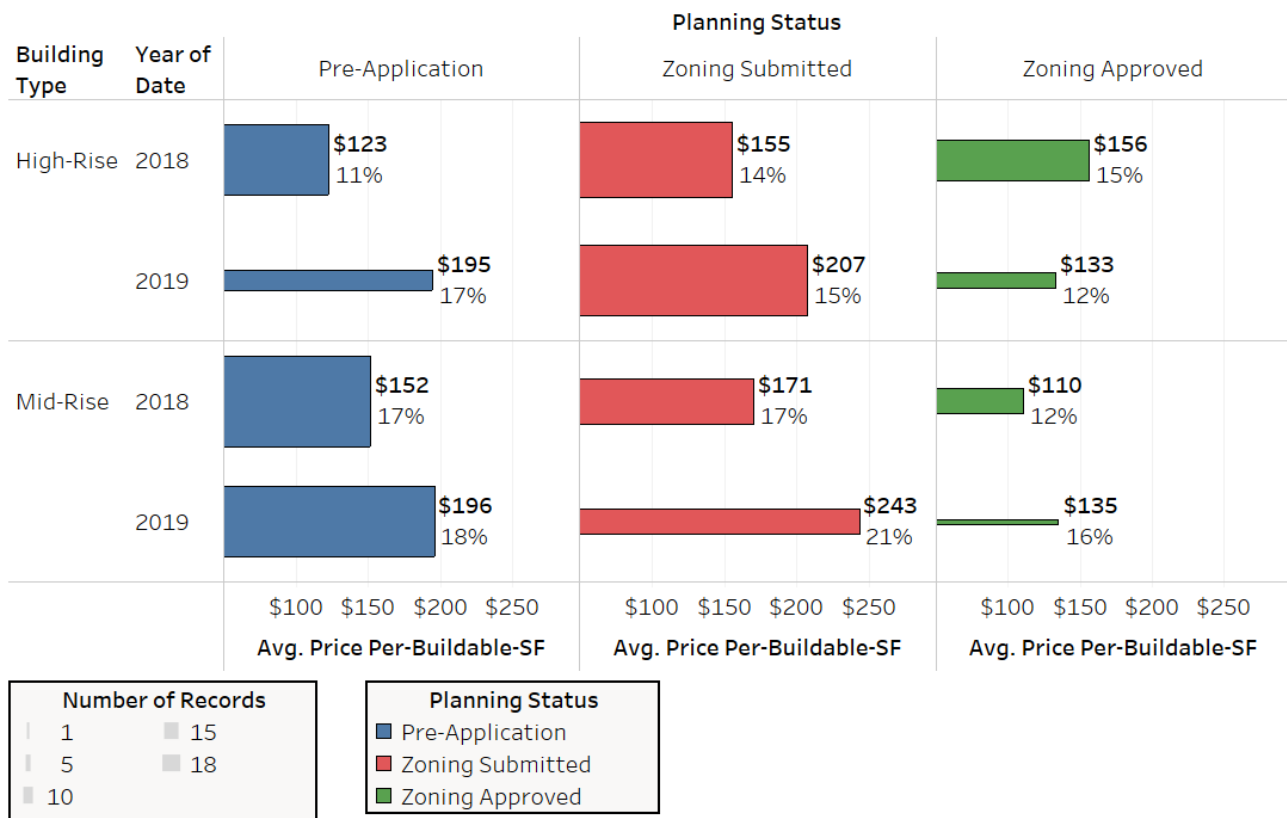 Planning Status
Building Type Year of Date Pre-Application Zoning Submitted Zoning Approved
High-Rise 2018 $123 $155 $156
11% 14% 15%
2019 $195 $207 $133
17% 15% 12%
Mid-Rise 2018 $152 $171 $110
17% 17% 12%
2019 $196 $243 $135
18% 21% 16%
$100 $150 $200 $250 $100 $150 $200 $250 $100 $150 $200 $250
Avg. Price Per-Buildable-SF Avg. Price Per-Buildable-SF Avg. Price Per-Buildable-SF
Number of Records
1 15
5 18
10
Planning Status
Pre-Application
Zoning Submitted
Zoning Approved